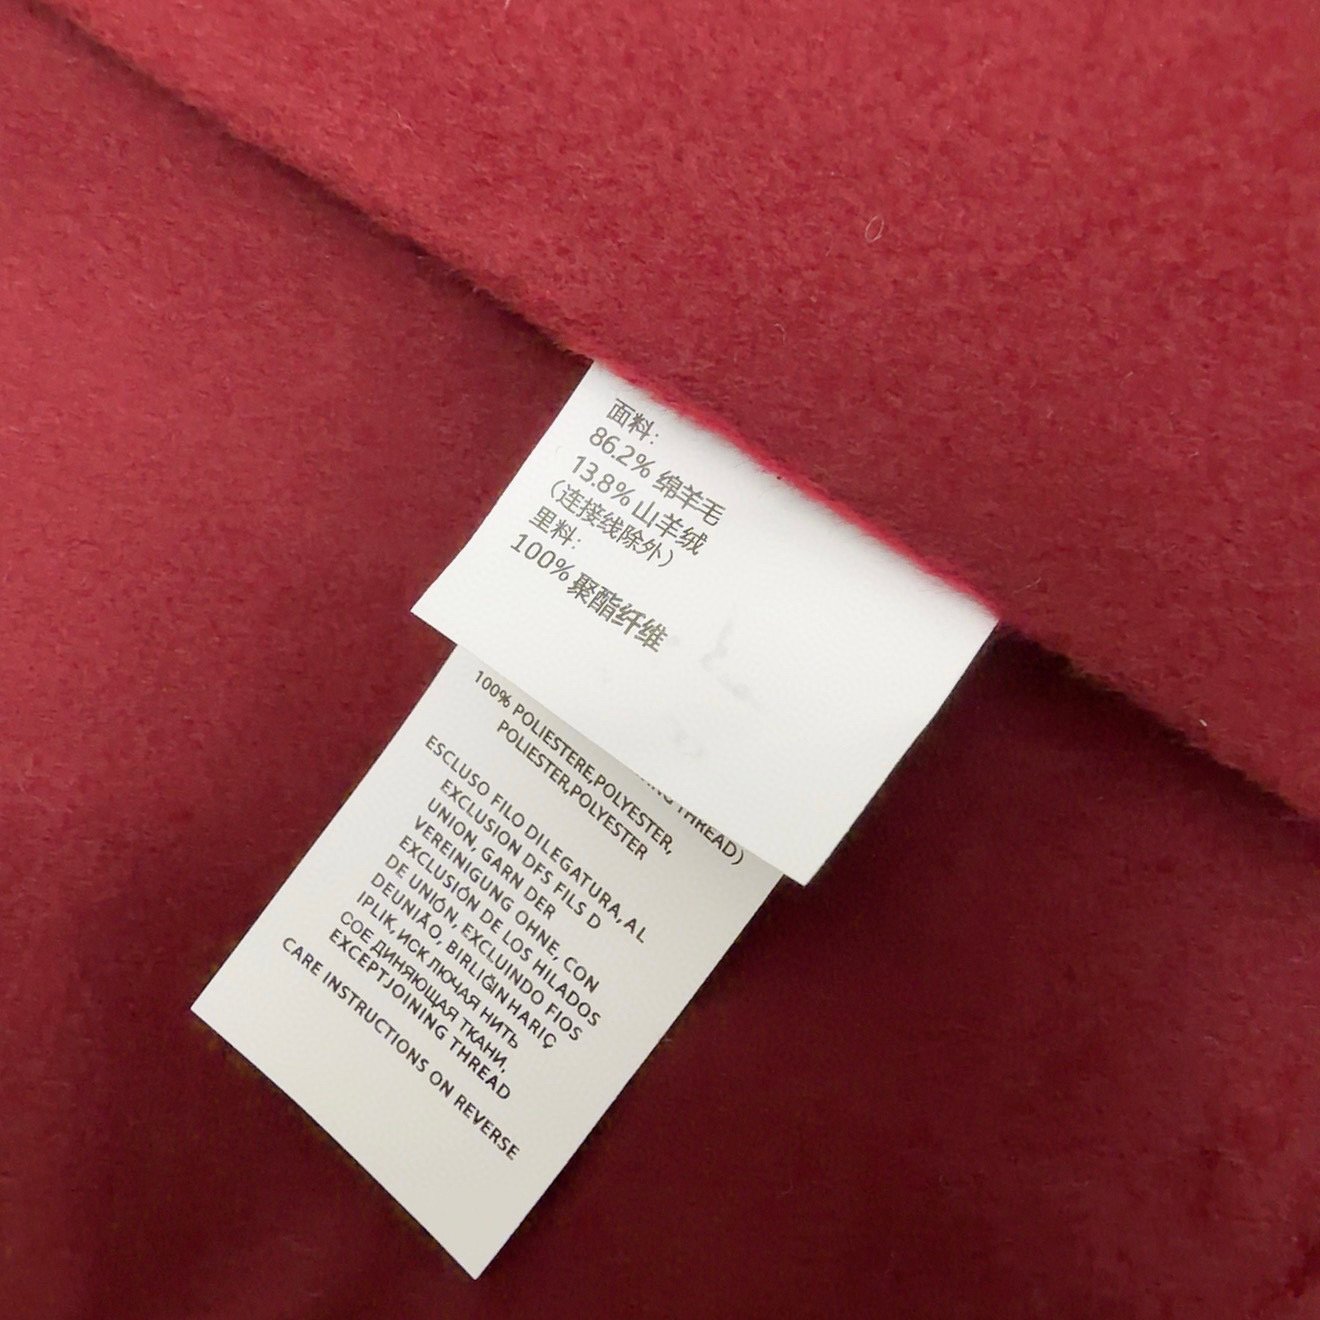 面料:
86.2% 绵羊毛
13.8% 山羊绒
(连接线除外)
里料:
100% 聚酯纤维
THREAD)
100% POLIESTERE,POLYESTER,
POLIESTER,POLYESTER
ESCLUSO FILO DILEGATURA, A L
EXCLUSION DFS FILS D
UNION, GARN DER
VEREINIGUNG OHNE, CON
EXCLUSIÓN DE LOS HILADOS
DE UNIÓN, EXCLUINDO FIOS
DEUNIÃO, BIRLIĞIN HARIÇ
IPLIK, ИСК ЛЮЧАЯ НИТЬ
СОЕ ДИНЯЮЩАЯ ТКАНИ,
EXCEPTJOINING THREAD
CARE INSTRUCTIONS ON REVERSE